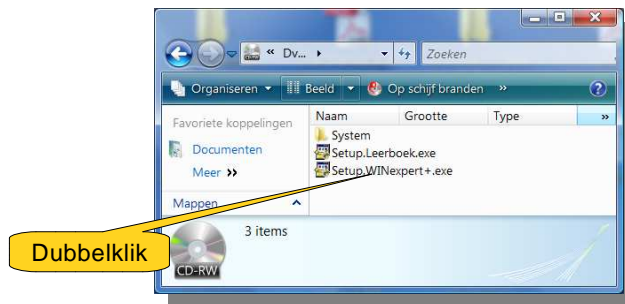 « Dv...
Zoeken
Organiseren
Beeld
Op schijf branden
»
?
Favoriete koppelingen
Documenten
Meer »
Mappen
Naam Grootte Type »
System
Setup.Leerboek.exe
Setup.WINexpert+.exe
3 items
CD-RW
Dubbelklik